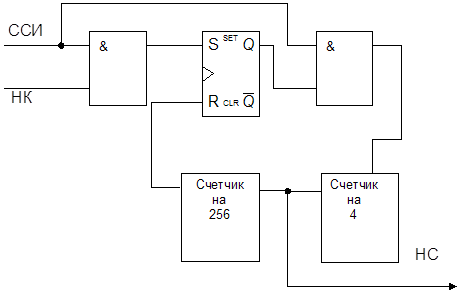 ССИ
НК
&
S SET Q
R CLR Q
&
Счетчик
на
256
Счетчик
на
4
НС